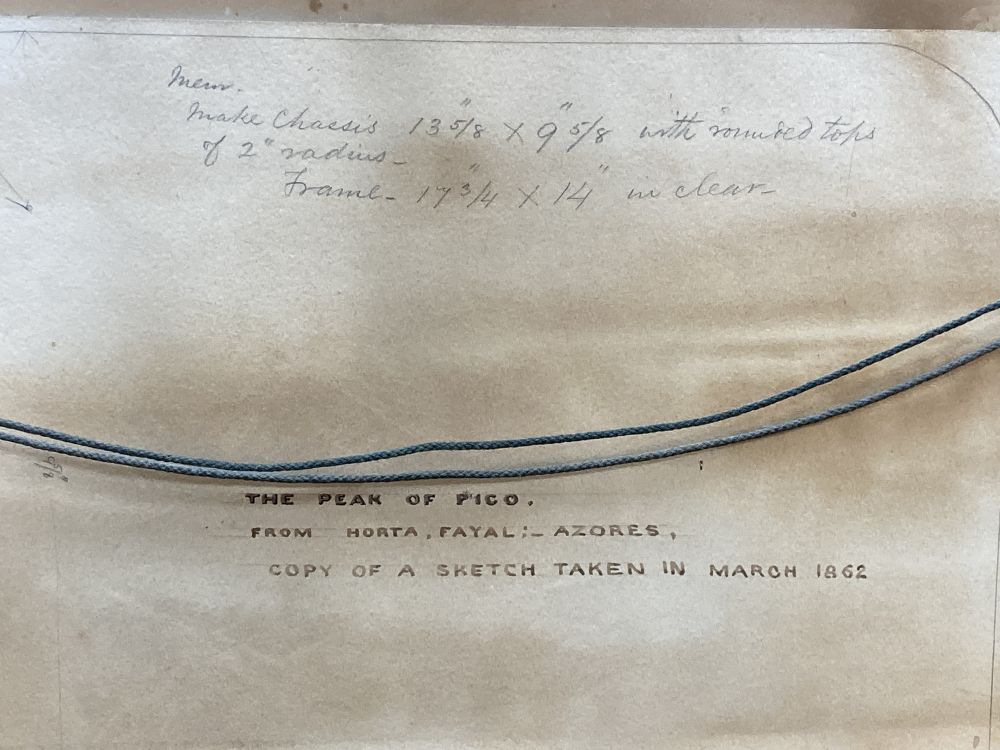 Mem.
Make Chassis 13 5/8" X 9" 5/8 with rounded tops
of 2" radius -
Frame - 17 3/4" X 14" in clear -
THE PEAK OF PICO.
FROM HORTA, FAYAL:- AZORES,
COPY OF A SKETCH TAKEN IN MARCH 1862